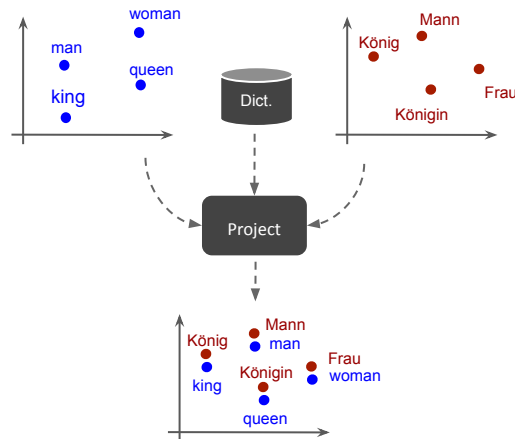 woman
man
queen
king
Dict.
Mann
König
Frau
Königin
Project
Mann
König
man
Frau
Königin
king
woman
queen